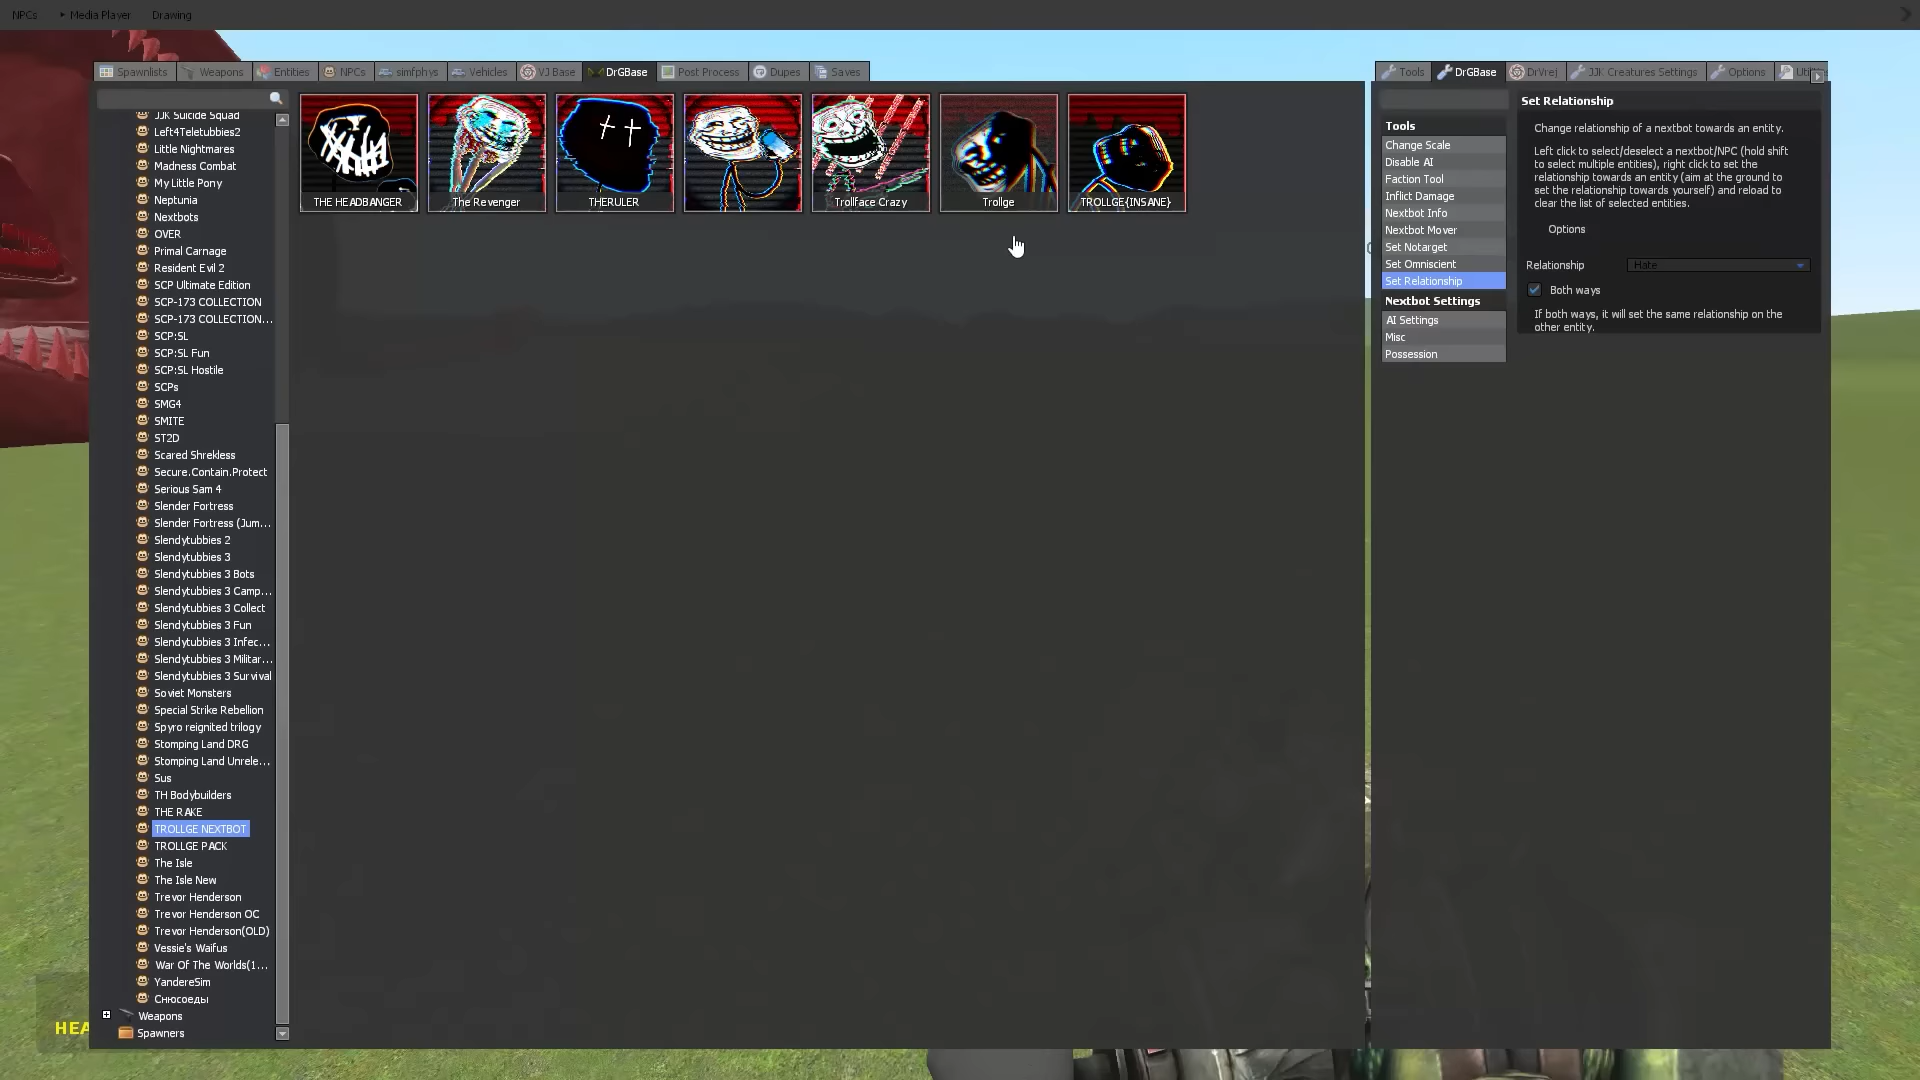 NPCs
Media Player
Drawing
Spawnlists
Weapons
Entities
NPCs
simfphys
Vehicles
VJ Base
DrGBase
Post Process
Dupes
Saves
JJK Suicide Squad
Left4Teletubbies2
Little Nightmares
Madness Combat
My Little Pony
Neptunia
Nextbots
OVER
Primal Carnage
Resident Evil 2
SCP Ultimate Edition
SCP-173 COLLECTION
SCP-173 COLLECTION...
SCP:SL
SCP:SL Fun
SCP:SL Hostile
SCPs
SMG4
SMITE
ST2D
Scared Shrekless
Secure.Contain.Protect
Serious Sam 4
Slender Fortress
Slender Fortress (Jum...
Slendytubbies 2
Slendytubbies 3
Slendytubbies 3 Bots
Slendytubbies 3 Camp...
Slendytubbies 3 Collect
Slendytubbies 3 Fun
Slendytubbies 3 Infec...
Slendytubbies 3 Militar...
Slendytubbies 3 Survival
Soviet Monsters
Special Strike Rebellion
Spyro reignited trilogy
Stomping Land DRG
Stomping Land Unrele...
Sus
TH Bodybuilders
THE RAKE
TROLLGE NEXTBOT
TROLLGE PACK
The Isle
The Isle New
Trevor Henderson
Trevor Henderson OC
Trevor Henderson(OLD)
Vessie's Waifus
War Of The Worlds(1...
YandereSim
Снюсоеды
Weapons
Spawners
HEA
THE HEADBANGER
The Revenger
THERULER
Trollface Crazy
Trollge
TROLLGE{INSANE}
Tools
DrGBase
DrVrej
JJK Creatures Settings
Options
Utili
Tools
Change Scale
Disable AI
Faction Tool
Inflict Damage
Nextbot Info
Nextbot Mover
Set Notarget
Set Omniscient
Set Relationship
Nextbot Settings
AI Settings
Misc
Possession
Set Relationship
Change relationship of a nextbot towards an entity.
Left click to select/deselect a nextbot/NPC (hold shift
to select multiple entities), right click to set the
relationship towards an entity (aim at the ground to
set the relationship towards yourself) and reload to
clear the list of selected entities.
Options
Relationship
Hate
Both ways
If both ways, it will set the same relationship on the
other entity.